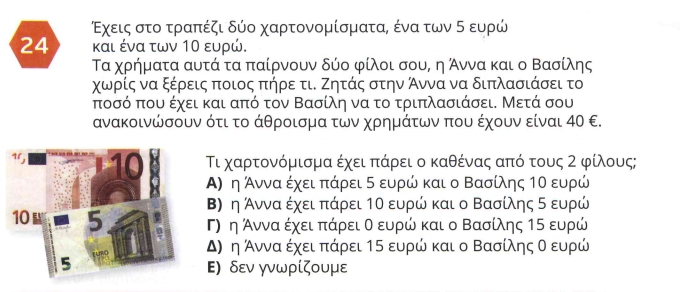 24
Έχεις στο τραπέζι δύο χαρτονομίσματα, ένα των 5 ευρώ
και ένα των 10 ευρώ.
Τα χρήματα αυτά τα παίρνουν δύο φίλοι σου, η Άννα και ο Βασίλης
χωρίς να ξέρεις ποιος πήρε τι. Ζητάς στην Άννα να διπλασιάσει το
ποσό που έχει και από τον Βασίλη να το τριπλασιάσει. Μετά σου
ανακοινώσουν ότι το άθροισμα των χρημάτων που έχουν είναι 40 €.
Τι χαρτονόμισμα έχει πάρει ο καθένας από τους 2 φίλους;
Α) η Άννα έχει πάρει 5 ευρώ και ο Βασίλης 10 ευρώ
Β) η Άννα έχει πάρει 10 ευρώ και ο Βασίλης 5 ευρώ
Γ) η Άννα έχει πάρει 0 ευρώ και ο Βασίλης 15 ευρώ
Δ) η Άννα έχει πάρει 15 ευρώ και ο Βασίλης 0 ευρώ
Ε) δεν γνωρίζουμε
10
10
5
5